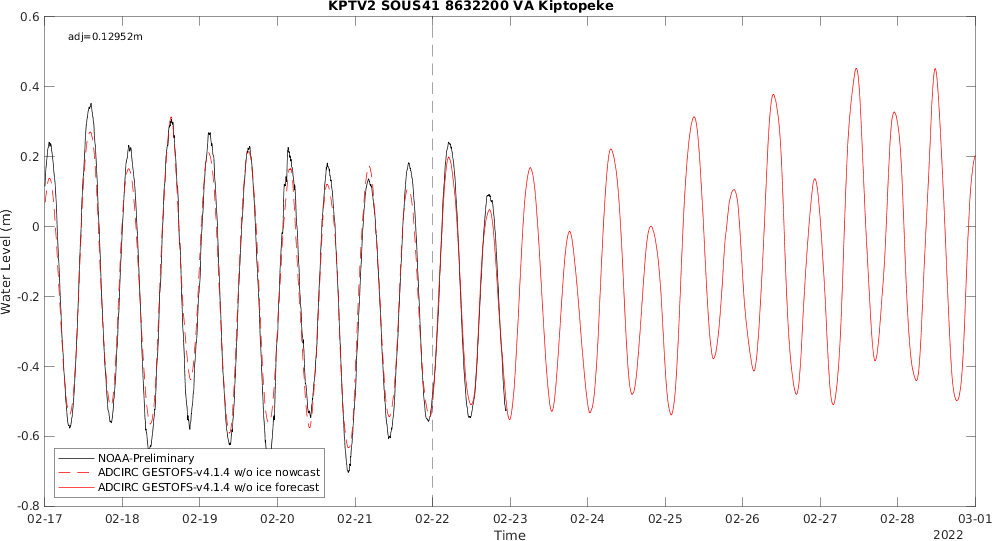 KPTV2 SOUS41 8632200 VA Kiptopeke
adj=0.12952m
0.6
0.4
0.2
0
-0.2
-0.4
-0.6
-0.8
Water Level (m)
NOAA-Preliminary
ADCIRC GESTOFS-v4.1.4 w/o ice nowcast
ADCIRC GESTOFS-v4.1.4 w/o ice forecast
02-17 02-18 02-19 02-20 02-21 02-22 02-23 02-24 02-25 02-26 02-27 02-28 03-01
Time
2022